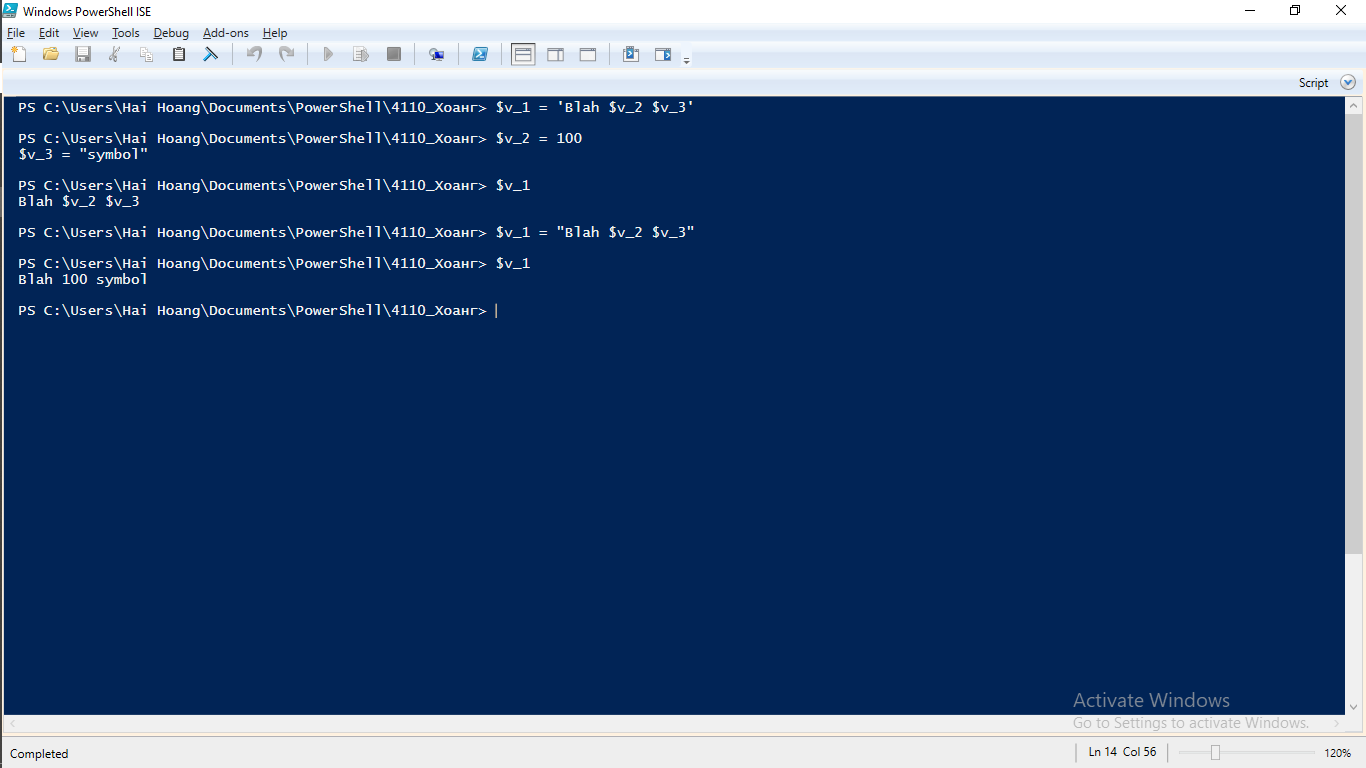 Windows PowerShell ISE
File Edit View Tools Debug Add-ons Help
Script
PS C:\Users\Hai Hoang\Documents\PowerShell\4110_Хоанг> $v_1 = 'Blah $v_2 $v_3'
PS C:\Users\Hai Hoang\Documents\PowerShell\4110_Хоанг> $v_2 = 100
$v_3 = "symbol"
PS C:\Users\Hai Hoang\Documents\PowerShell\4110_Хоанг> $v_1
Blah $v_2 $v_3
PS C:\Users\Hai Hoang\Documents\PowerShell\4110_Хоанг> $v_1 = "Blah $v_2 $v_3"
PS C:\Users\Hai Hoang\Documents\PowerShell\4110_Хоанг> $v_1
Blah 100 symbol
PS C:\Users\Hai Hoang\Documents\PowerShell\4110_Хоанг>
Activate Windows
Go to Settings to activate Windows.
Completed
Ln 14 Col 56
120%